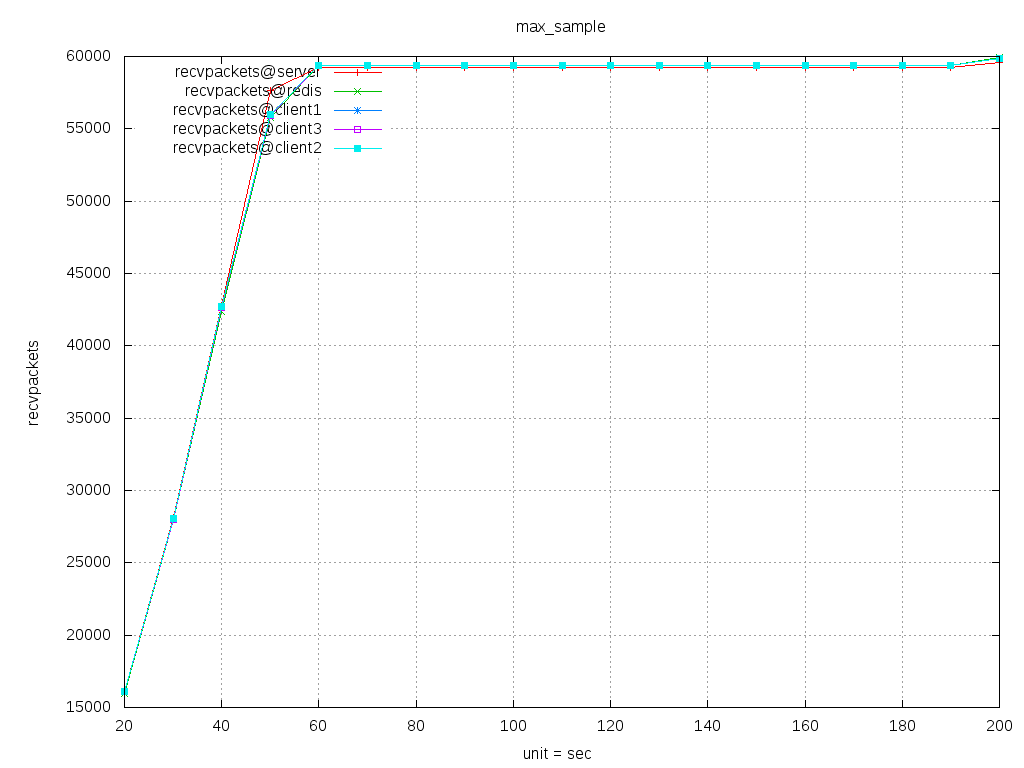 max_sample
60000
55000
50000
45000
40000
35000
30000
25000
20000
15000
recvpackets
recvpackets@server
recvpackets@redis
recvpackets@client1
recvpackets@client3
recvpackets@client2
20 40 60 80 100 120 140 160 180 200
unit = sec